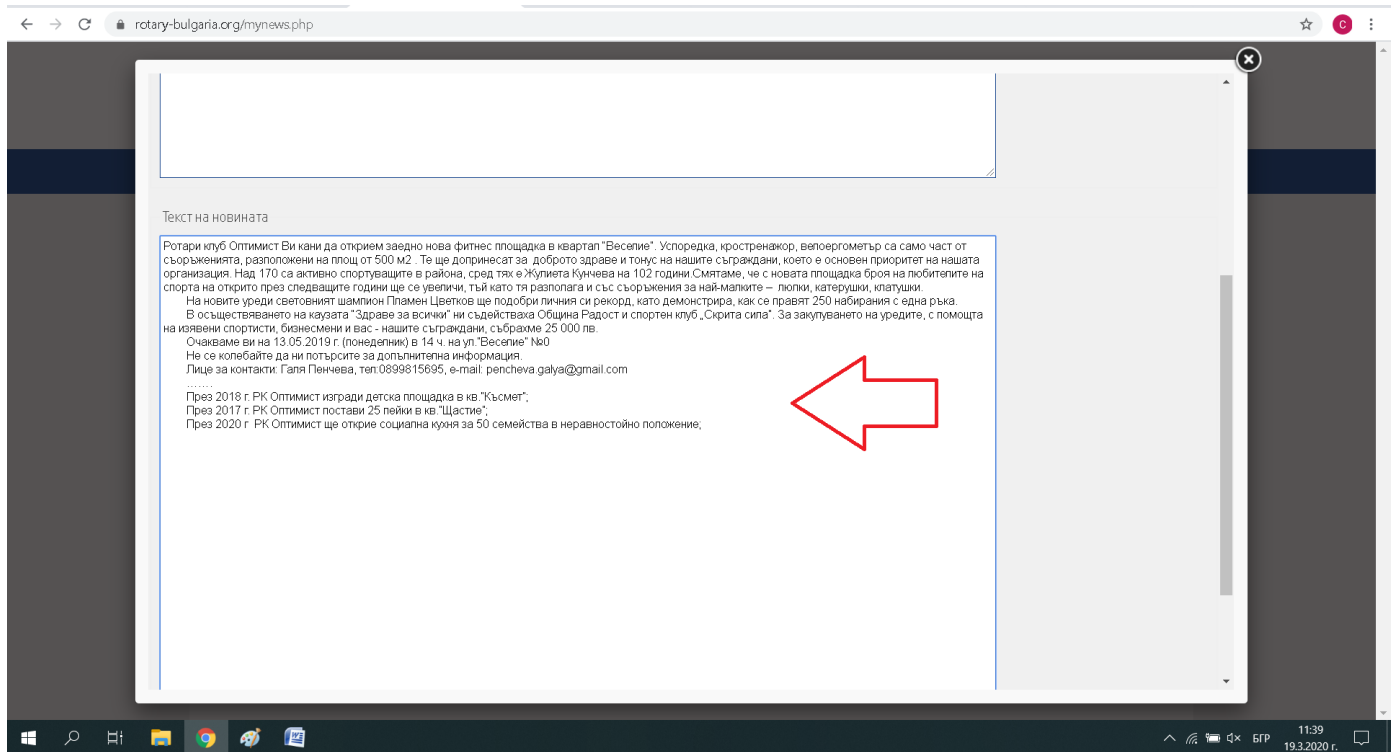 rotary-bulgaria.org/mynews.php
C
Текст на новината
Ротари клуб Оптимист Ви кани да открием заедно нова фитнес площадка в квартал "Веселие". Успоредка, кростренажор, велоергометър са само част от
съоръженията, разположени на площ от 500 м2 . Те ще допринесат за доброто здраве и тонус на нашите съграждани, което е основен приоритет на нашата
организация. Над 170 са активно спортуващите в района, сред тях е Жулиета Кунчева на 102 години.Смятаме, че с новата площадка броя на любителите на
спорта на открито през следващите години ще се увеличи, тъй като тя разполага и със съоръжения за най-малките – люлки, катерушки, клатушки.
На новите уреди световният шампион Пламен Цветков ще подобри личния си рекорд, като демонстрира, как се правят 250 набирания с една ръка.
В осъществяването на каузата "Здраве за всички" ни съдействаха Община Радост и спортен клуб „Скрита сила". За закупуването на уредите, с помощта
на изявени спортисти, бизнесмени и вас - нашите съграждани, събрахме 25 000 лв.
Очакваме ви на 13.05.2019 г. (понеделник) в 14 ч. на ул."Веселие" №0
Не се колебайте да ни потърсите за допълнителна информация.
Лице за контакти: Галя Пенчева, тел:0899815695, e-mail: pencheva.galya@gmail.com
........
През 2018 г. РК Оптимист изгради детска площадка в кв."Късмет";
През 2017 г. РК Оптимист постави 25 пейки в кв."Щастие";
През 2020 г РК Оптимист ще открие социална кухня за 50 семейства в неравностойно положение;
БГР
11:39
19.3.2020 г.